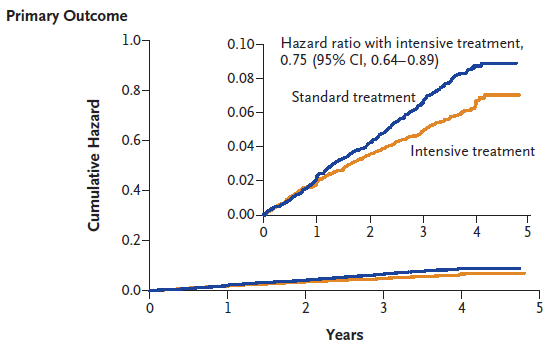 Primary Outcome
Cumulative Hazard
1.0
0.8
0.6
0.4
0.2
0.0
0 1 2 3 4 5
Years
0.10
0.08
0.06
0.04
0.02
0.00
0 1 2 3 4 5
Hazard ratio with intensive treatment,
0.75 (95% CI, 0.64–0.89)
Standard treatment
Intensive treatment